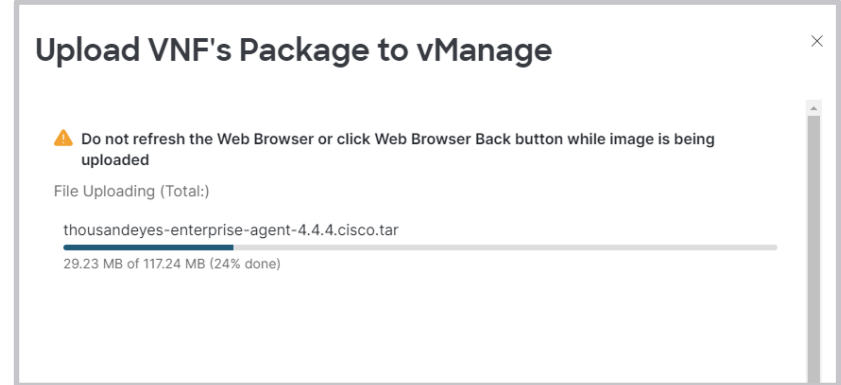 Upload VNF's Package to vManage
Do not refresh the Web Browser or click Web Browser Back button while image is being
uploaded
File Uploading (Total:)
thousandeyes-enterprise-agent-4.4.4.cisco.tar
29.23 MB of 117.24 MB (24% done)